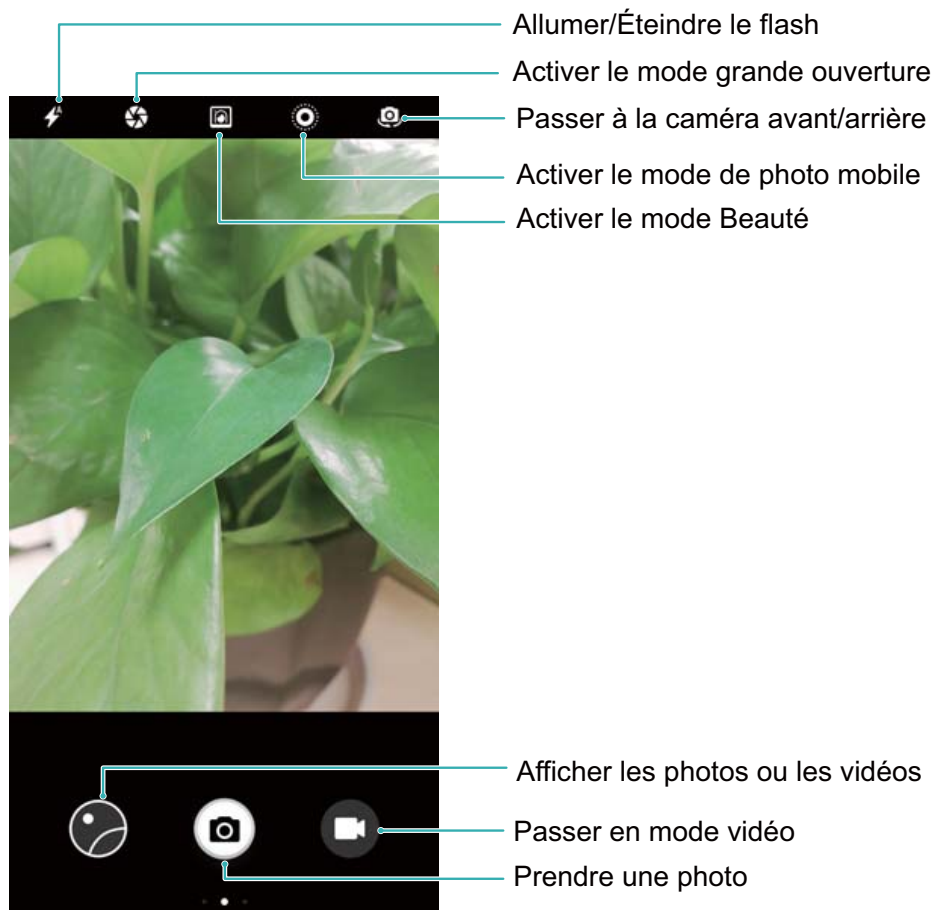 Allumer/Éteindre le flash
Activer le mode grande ouverture
Passer à la caméra avant/arrière
Activer le mode de photo mobile
Activer le mode Beauté
Afficher les photos ou les vidéos
Passer en mode vidéo
Prendre une photo